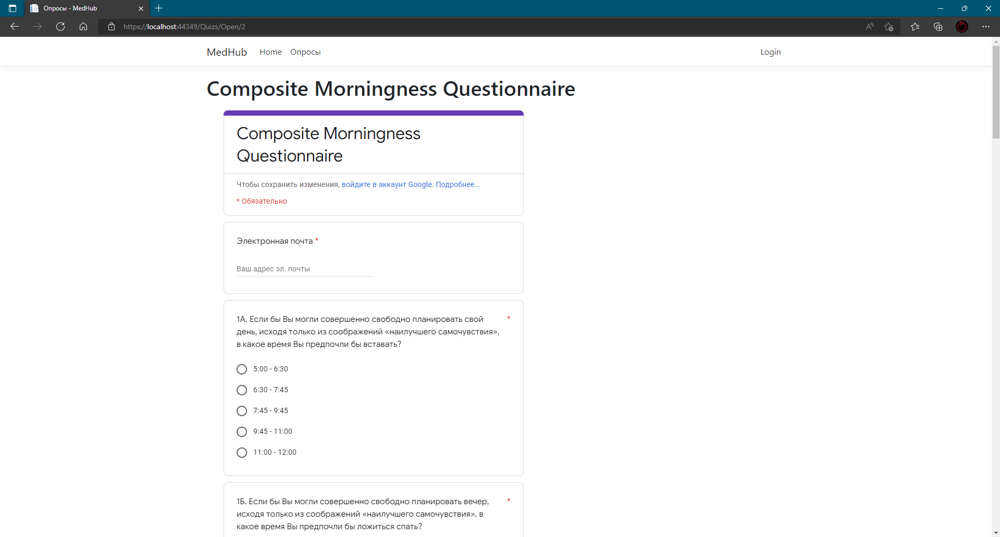 Опросы - MedHub
https://localhost:44349/Quizs/Open/2
MedHub Home Опросы Login
Composite Morningness Questionnaire
Composite Morningness
Questionnaire
Чтобы сохранить изменения, войдите в аккаунт Google. Подробнее…
* Обязательно
Электронная почта *
Ваш адрес эл. почты
1А. Если бы Вы могли совершенно свободно планировать свой *
день, исходя только из соображений «наилучшего самочувствия»,
в какое время Вы предпочли бы вставать?
5:00 - 6:30
6:30 - 7:45
7:45 - 9:45
9:45 - 11:00
11:00 - 12:00
1Б. Если бы Вы могли совершенно свободно планировать вечер, *
исходя только из соображений «наилучшего самочувствия», в
какое время Вы предпочли бы ложиться спать?